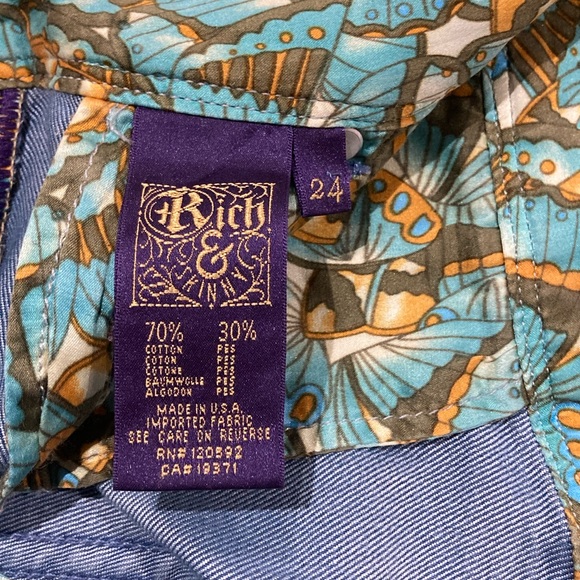 Rich
&
SKINNY
24
70% 30%
COTTON PES
COTON PES
COTONE PES
BAUMWOLLE PES
ALGODON PES
MADE IN U.S.A.
IMPORTED FABRIC
SEE CARE ON REVERSE
RN# 120592
CA# 19371